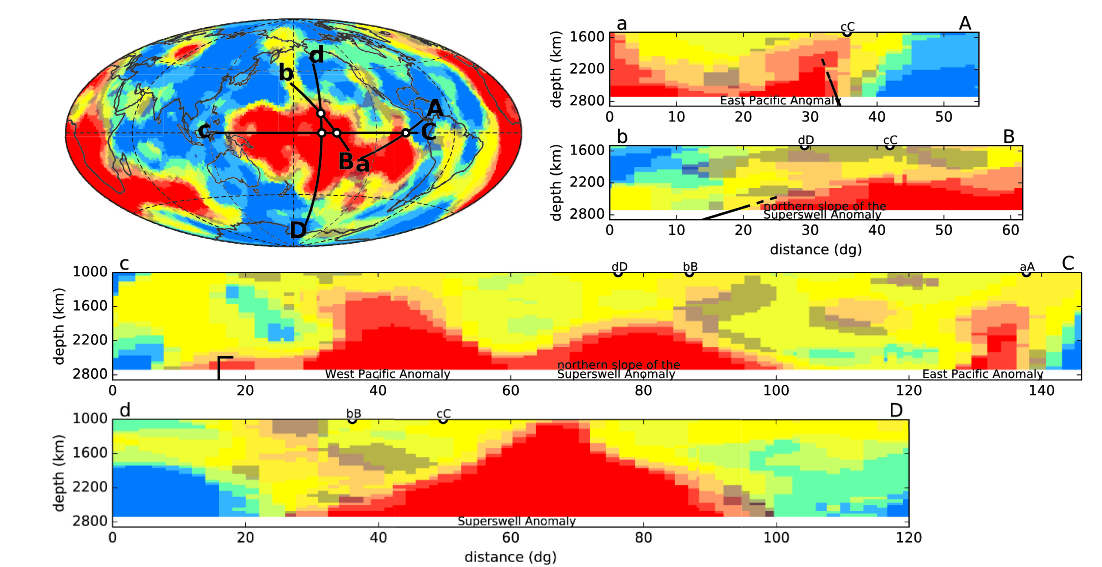 d
b
A
c
C
B a
D
a
cC
A
depth (km)
1600
2200
2800
East Pacific Anomaly
0 10 20 30 40 50
b
dD
cC
B
depth (km)
1600
2200
2800
northern slope of the
Superswell Anomaly
0 10 20 30 40 50 60
distance (dg)
c
dD
bB
aA
C
depth (km)
1000
1600
2200
2800
West Pacific Anomaly
northern slope of the
Superswell Anomaly
East Pacific Anomaly
0 20 40 60 80 100 120 140
d
bB
cC
D
depth (km)
1000
1600
2200
2800
Superswell Anomaly
0 20 40 60 80 100 120
distance (dg)